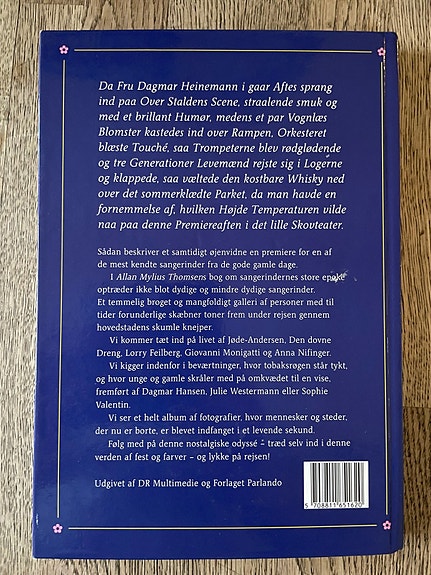 Da Fru Dagmar Heinemann i gaar Aftes sprang
ind paa Over Staldens Scene, straalende smuk og
med et brillant Humør, medens et par Vognlæs
Blomster kastedes ind over Rampen, Orkesteret
blæste Touché, saa Trompeterne blev rødglødende
og tre Generationer Levemænd rejste sig i Logerne
og klappede, saa væltede den kostbare Whisky ned
over det sommerklædte Parket, da man havde en
fornemmelse af, hvilken Højde Temperaturen vilde
naa paa denne Premiereaften i det lille Skovteater.
Sådan beskriver et samtidigt øjenvidne en premiere for en af
de mest kendte sangerinder fra de gode gamle dage.
I Allan Mylius Thomsens bog om sangerindernes store epoke
optræder ikke blot dydige og mindre dydige sangerinder.
Et temmelig broget og mangfoldigt galleri af personer med til
tider forunderlige skæbner toner frem under rejsen gennem
hovedstadens skumle knejper.
Vi kommer tæt ind på livet af Jøde-Andersen, Den dovne
Dreng, Lorry Feilberg, Giovanni Monigatti og Anna Nifinger.
Vi kigger indenfor i beværtninger, hvor tobaksrøgen står tykt,
og hvor unge og gamle skråler med på omkvædet til en vise,
fremført af Dagmar Hansen, Julie Westermann eller Sophie
Valentin.
Vi ser et helt album af fotografier, hvor mennesker og steder,
der nu er borte, er blevet indfanget i et levende sekund.
Følg med på denne nostalgiske odyssé – træd selv ind i denne
verden af fest og farver – og lykke på rejsen!
Udgivet af DR Multimedie og Forlaget Parlando
5 708811 651620